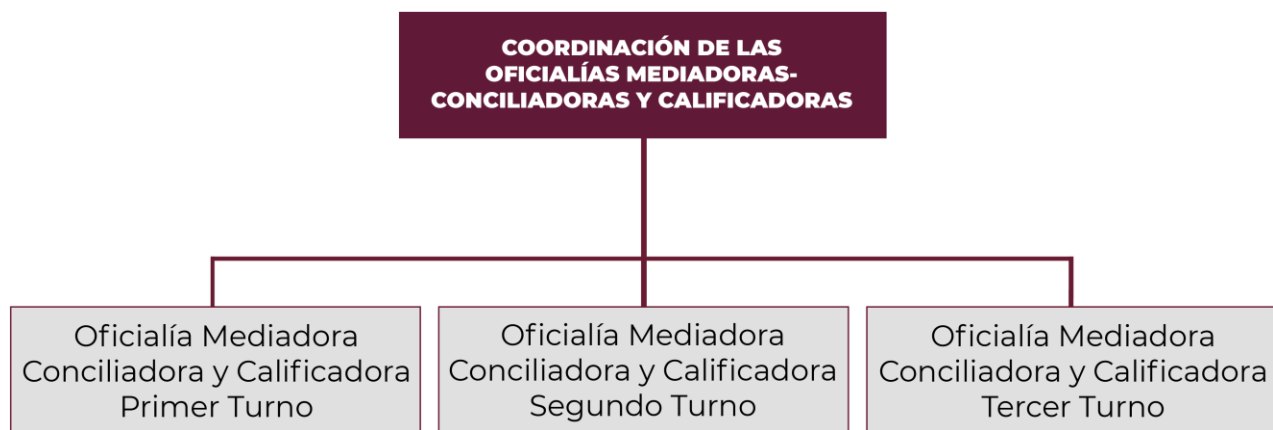 COORDINACIÓN DE LAS
OFICIALÍAS MEDIADORAS-
CONCILIADORAS Y CALIFICADORAS
Oficialía Mediadora
Conciliadora y Calificadora
Primer Turno
Oficialía Mediadora
Conciliadora y Calificadora
Segundo Turno
Oficialía Mediadora
Conciliadora y Calificadora
Tercer Turno